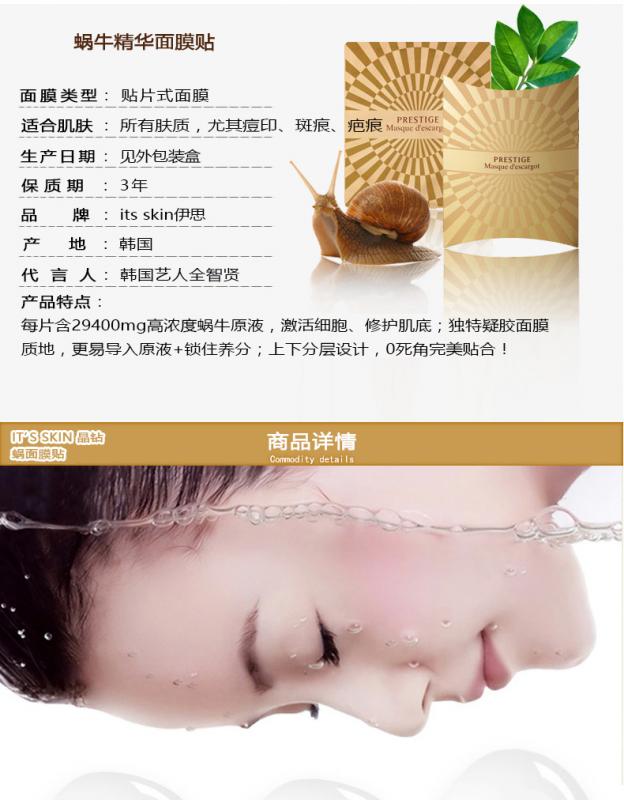 蜗牛精华面膜贴
面膜类型：贴片式面膜
适合肌肤：所有肤质，尤其痘印、斑痕、疤痕
生产日期：见外包装盒
保质期：3年
品牌：its skin伊思
产地：韩国
代言人：韩国艺人全智贤
产品特点：
每片含29400mg高浓度蜗牛原液，激活细胞、修护肌底；独特疑胶面膜
质地，更易导入原液+锁住养分；上下分层设计，0死角完美贴合！
PRESTIGE
Masque d'escarg
PRESTIGE
Masque d'escargot
IT'S SKIN 晶钻
蜗面膜贴
商品详情
Commodity details